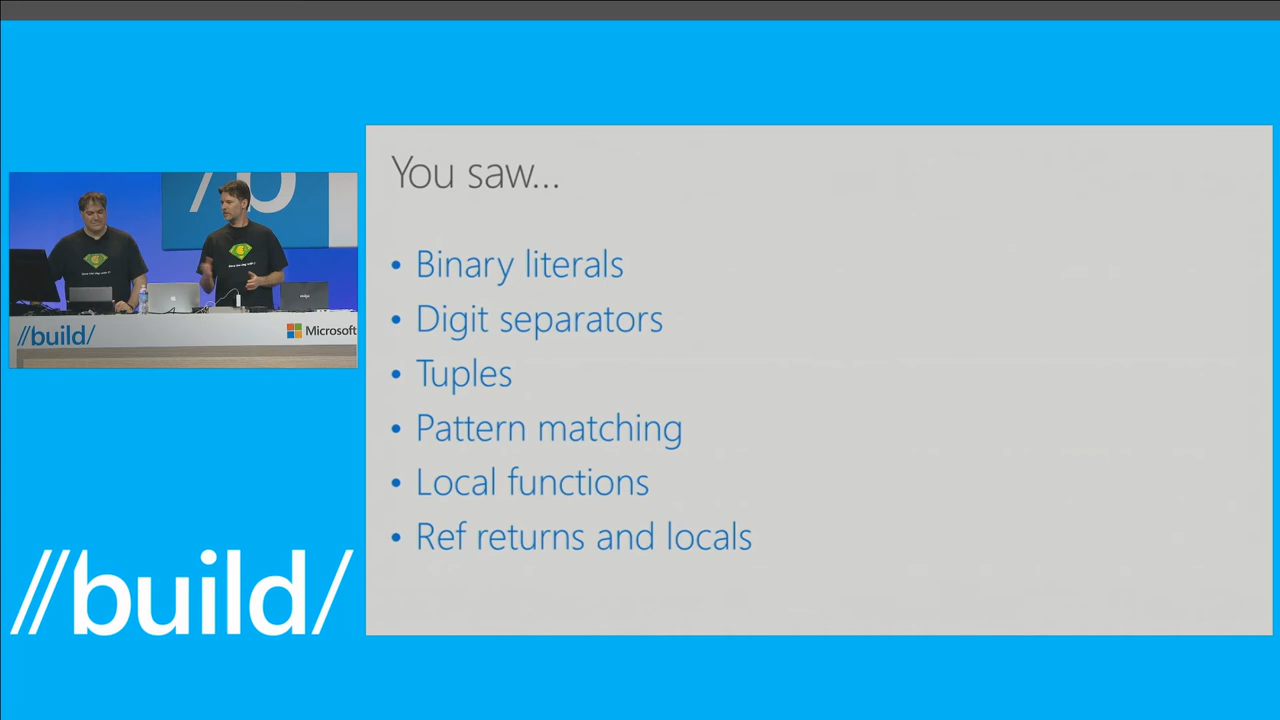 You saw...
• Binary literals
• Digit separators
• Tuples
• Pattern matching
• Local functions
• Ref returns and locals
/b
//build/
Microsoft
//build/